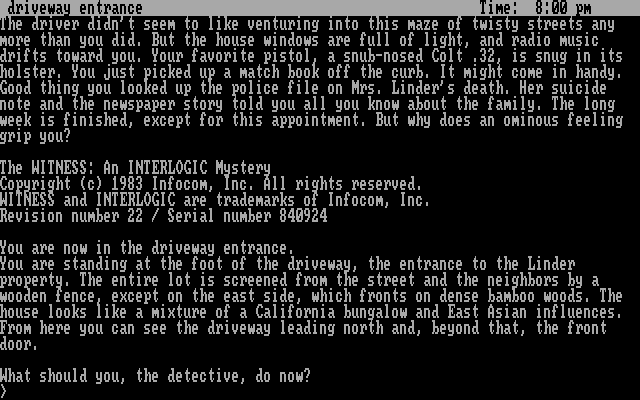 driveway entrance Time: 8:00 pm
The driver didn't seem to like venturing into this maze of twisty streets any
more than you did. But the house windows are full of light, and radio music
drifts toward you. Your favorite pistol, a snub-nosed Colt .32, is snug in its
holster. You just picked up a match book off the curb. It might come in handy.
Good thing you looked up the police file on Mrs. Linder's death. Her suicide
note and the newspaper story told you all you know about the family. The long
week is finished, except for this appointment. But why does an ominous feeling
grip you?
The WITNESS: An INTERLOGIC Mystery
Copyright (c) 1983 Infocom, Inc. All rights reserved.
WITNESS and INTERLOGIC are trademarks of Infocom, Inc.
Revision number 22 / Serial number 840924
You are now in the driveway entrance.
You are standing at the foot of the driveway, the entrance to the Linder
property. The entire lot is screened from the street and the neighbors by a
wooden fence, except on the east side, which fronts on dense bamboo woods. The
house looks like a mixture of a California bungalow and East Asian influences.
From here you can see the driveway leading north and, beyond that, the front
door.
What should you, the detective, do now?
>